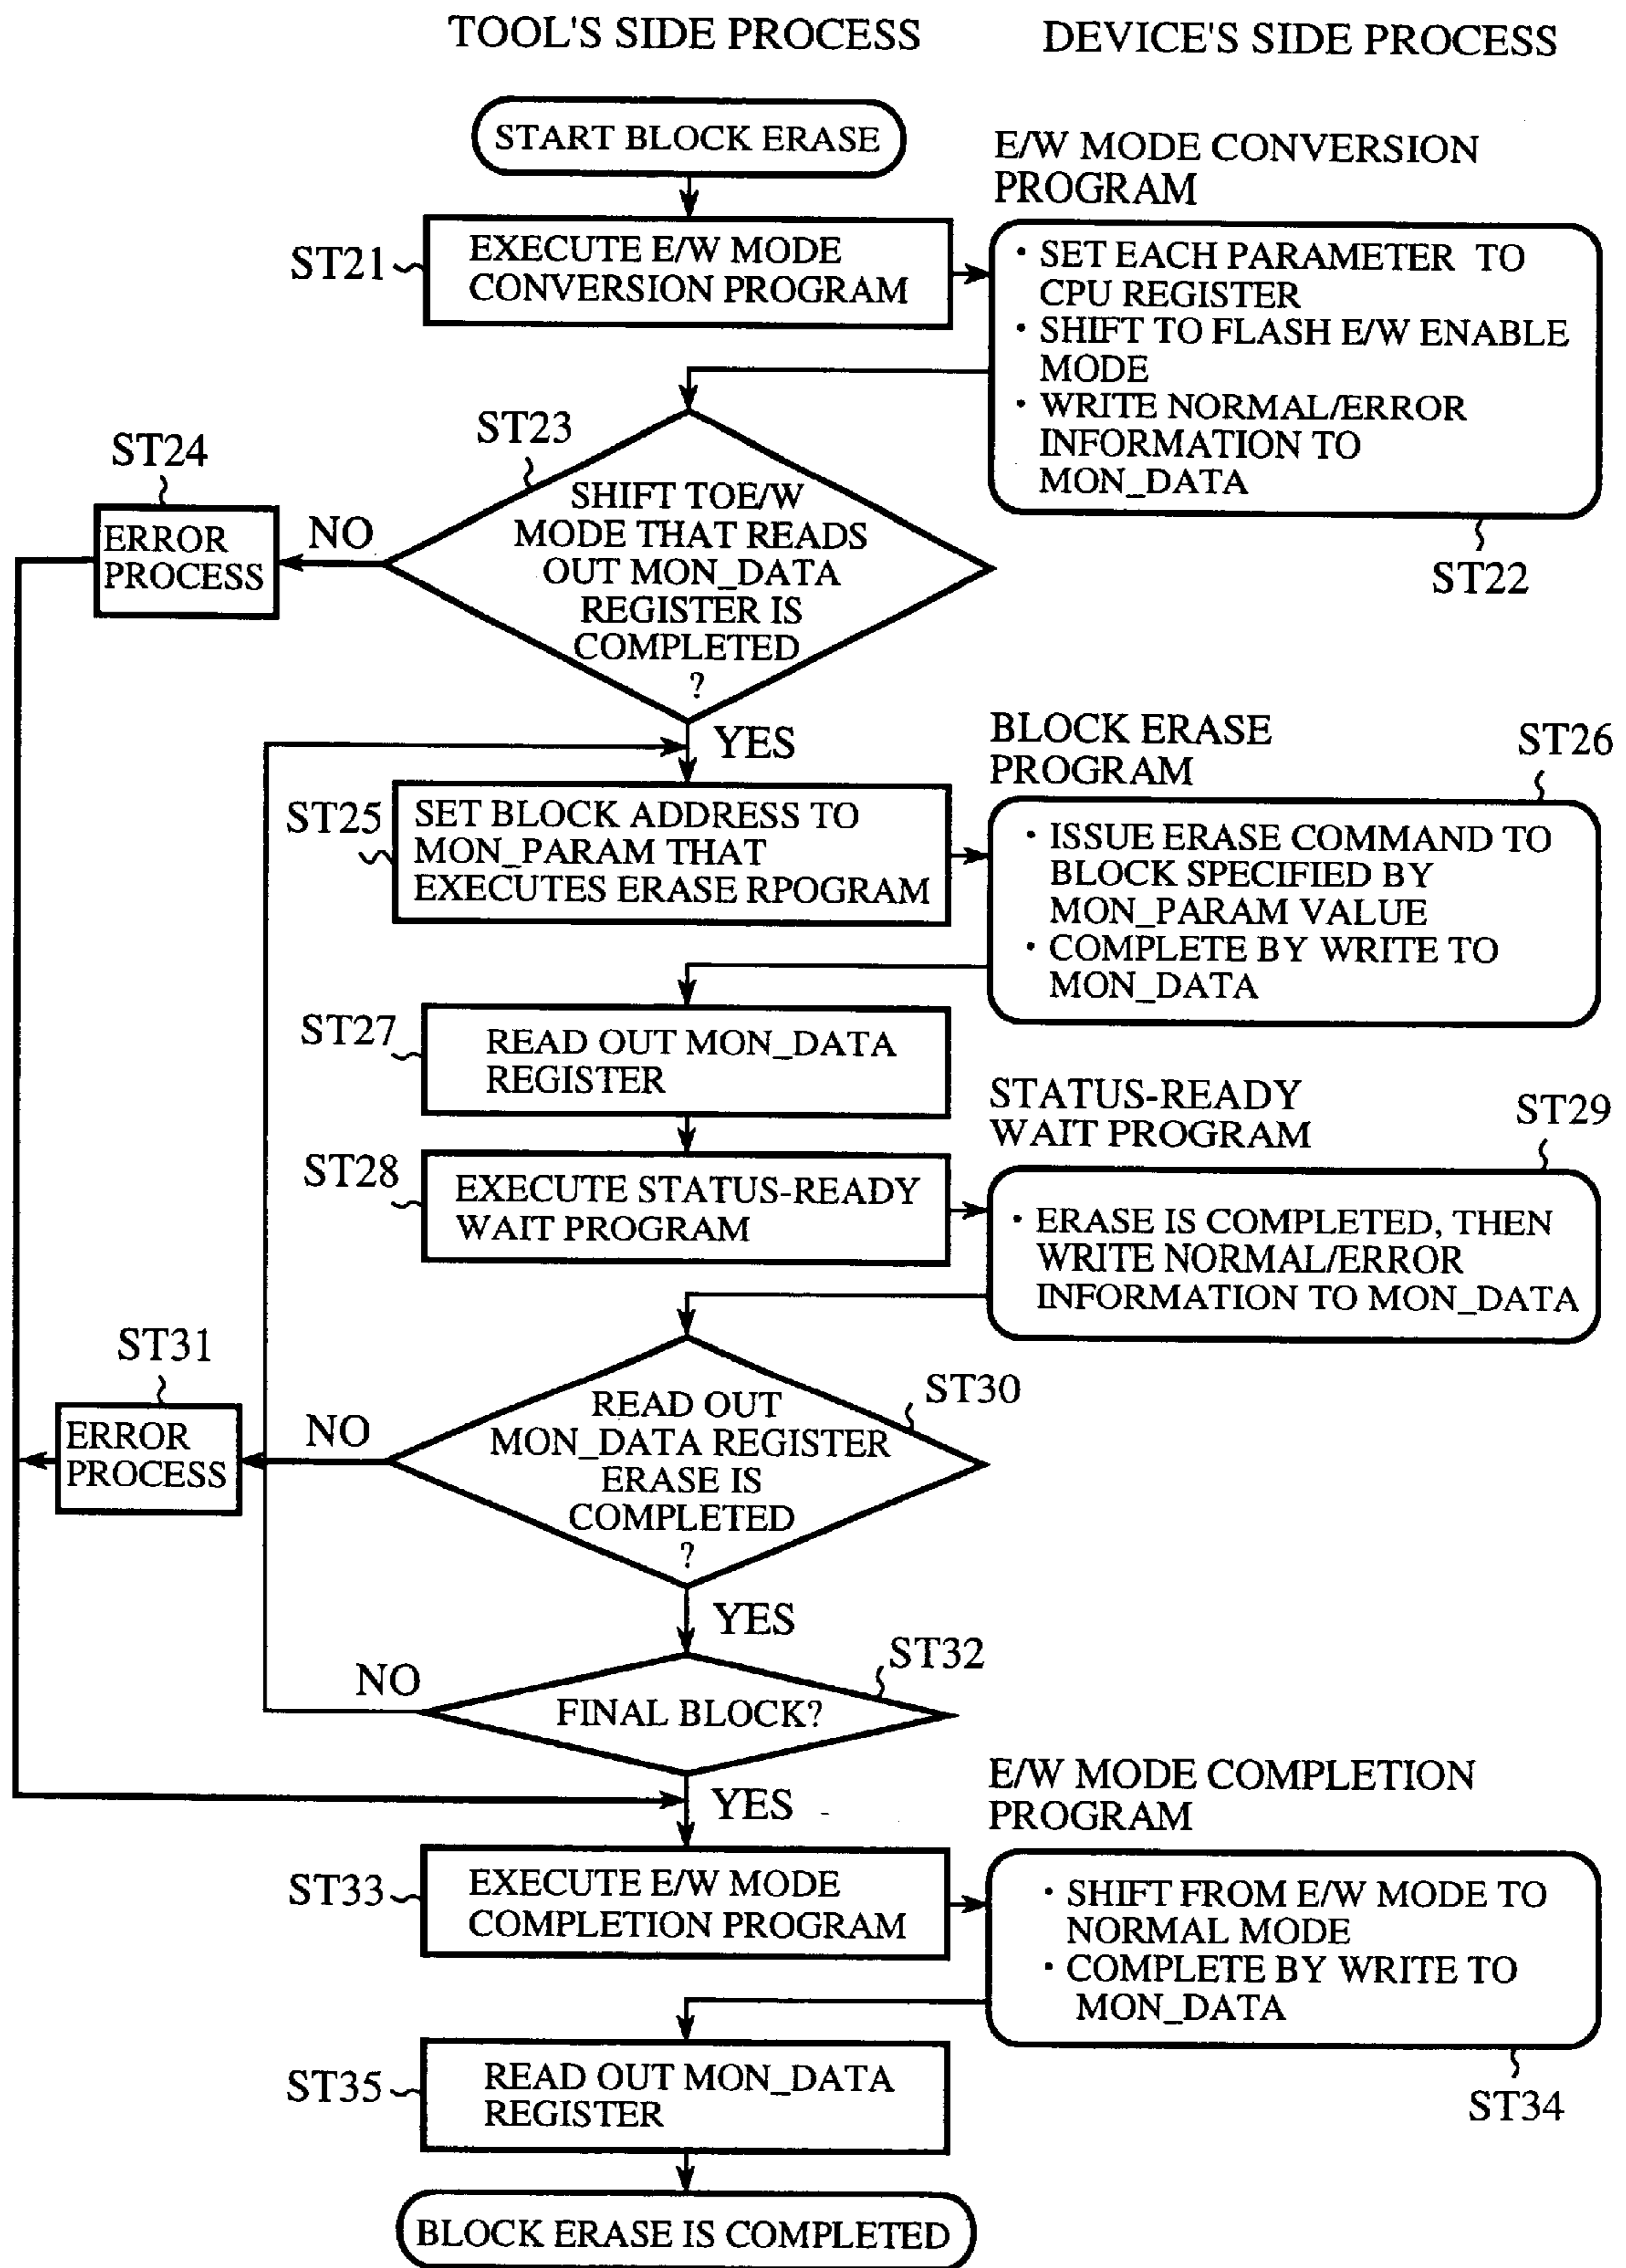 TOOL'S SIDE PROCESS
DEVICE'S SIDE PROCESS
START BLOCK ERASE
E/W MODE CONVERSION
PROGRAM
ST21
EXECUTE E/W MODE
CONVERSION PROGRAM
· SET EACH PARAMETER TO
CPU REGISTER
· SHIFT TO FLASH E/W ENABLE
MODE
· WRITE NORMAL/ERROR
INFORMATION TO
MON_DATA
ST22
ST23
SHIFT TOE/W
MODE THAT READS
OUT MON_DATA
REGISTER IS
COMPLETED
?
NO
ST24
ERROR
PROCESS
YES
ST25
SET BLOCK ADDRESS TO
MON_PARAM THAT
EXECUTES ERASE RPOGRAM
BLOCK ERASE
PROGRAM
ST26
· ISSUE ERASE COMMAND TO
BLOCK SPECIFIED BY
MON_PARAM VALUE
· COMPLETE BY WRITE TO
MON_DATA
ST27
READ OUT MON_DATA
REGISTER
ST28
EXECUTE STATUS-READY
WAIT PROGRAM
STATUS-READY
WAIT PROGRAM
ST29
· ERASE IS COMPLETED, THEN
WRITE NORMAL/ERROR
INFORMATION TO MON_DATA
ST30
READ OUT
MON_DATA REGISTER
ERASE IS
COMPLETED
?
NO
ST31
ERROR
PROCESS
YES
ST32
FINAL BLOCK?
NO
YES
ST33
EXECUTE E/W MODE
COMPLETION PROGRAM
E/W MODE COMPLETION
PROGRAM
· SHIFT FROM E/W MODE TO
NORMAL MODE
· COMPLETE BY WRITE TO
MON_DATA
ST34
ST35
READ OUT MON_DATA
REGISTER
BLOCK ERASE IS COMPLETED